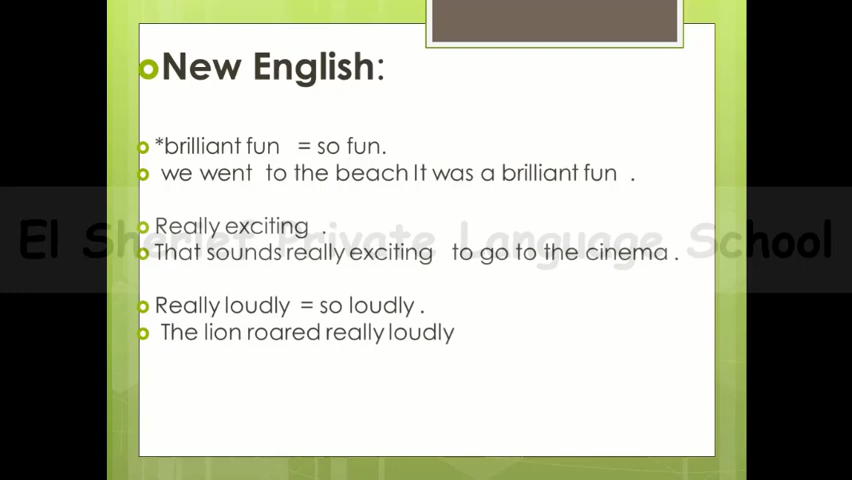 New English:
*brilliant fun = so fun.
we went to the beach It was a brilliant fun .
Really exciting .
El Sherief Private Language School
That sounds really exciting to go to the cinema .
Really loudly = so loudly .
The lion roared really loudly